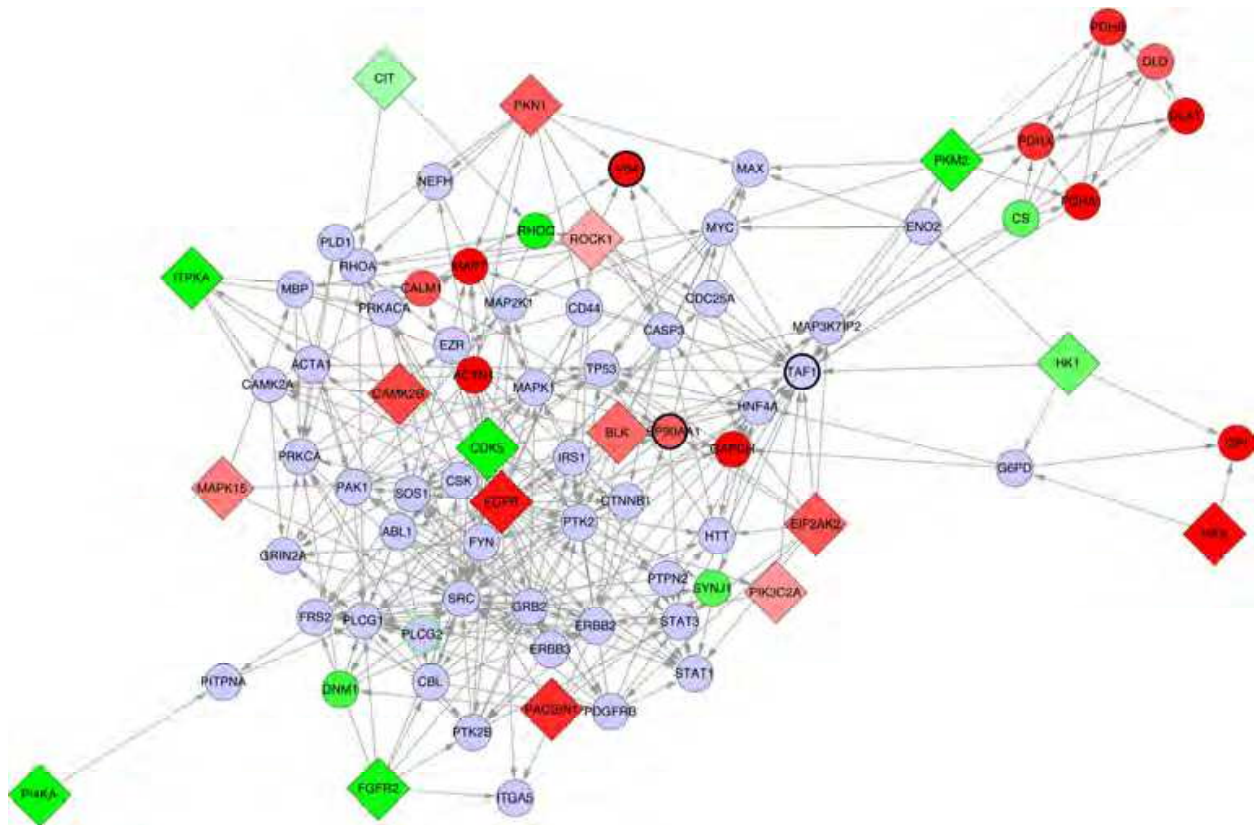 PDHB
DLD
CIT
PKN1
DLAT
PDHX
PKM2
MAX
NEFH
PDHA1
CS
MYC
ENO2
RHOC
ROCK1
PLD1
RHOA
ITPKA
CALM1
MBP
PRKACA
MAP2K1
CD44
CDC25A
MAP3K7IP2
CASP3
EZR
ACTA1
TP53
TAF1
HK1
CAMK2A
MAPK1
CAMK2B
HNF4A
BLK
CDK5
GAPDH
PRKCA
IRS1
G6PD
MAPK15
PAK1
SOS1
CSK
EGFR
CTNNB1
PTK2
EIF2AK2
ABL1
FYN
HTT
GRIN2A
PTPN2
SYNJ1
PIK3C2A
SRC
GRB2
FRS2
PLCG1
PLCG2
ERBB2
STAT3
ERBB3
STAT1
PITPNA
DNM1
CBL
PACSIN1
PDGFRB
PTK2B
PI4KA
FGFR2
ITGA5